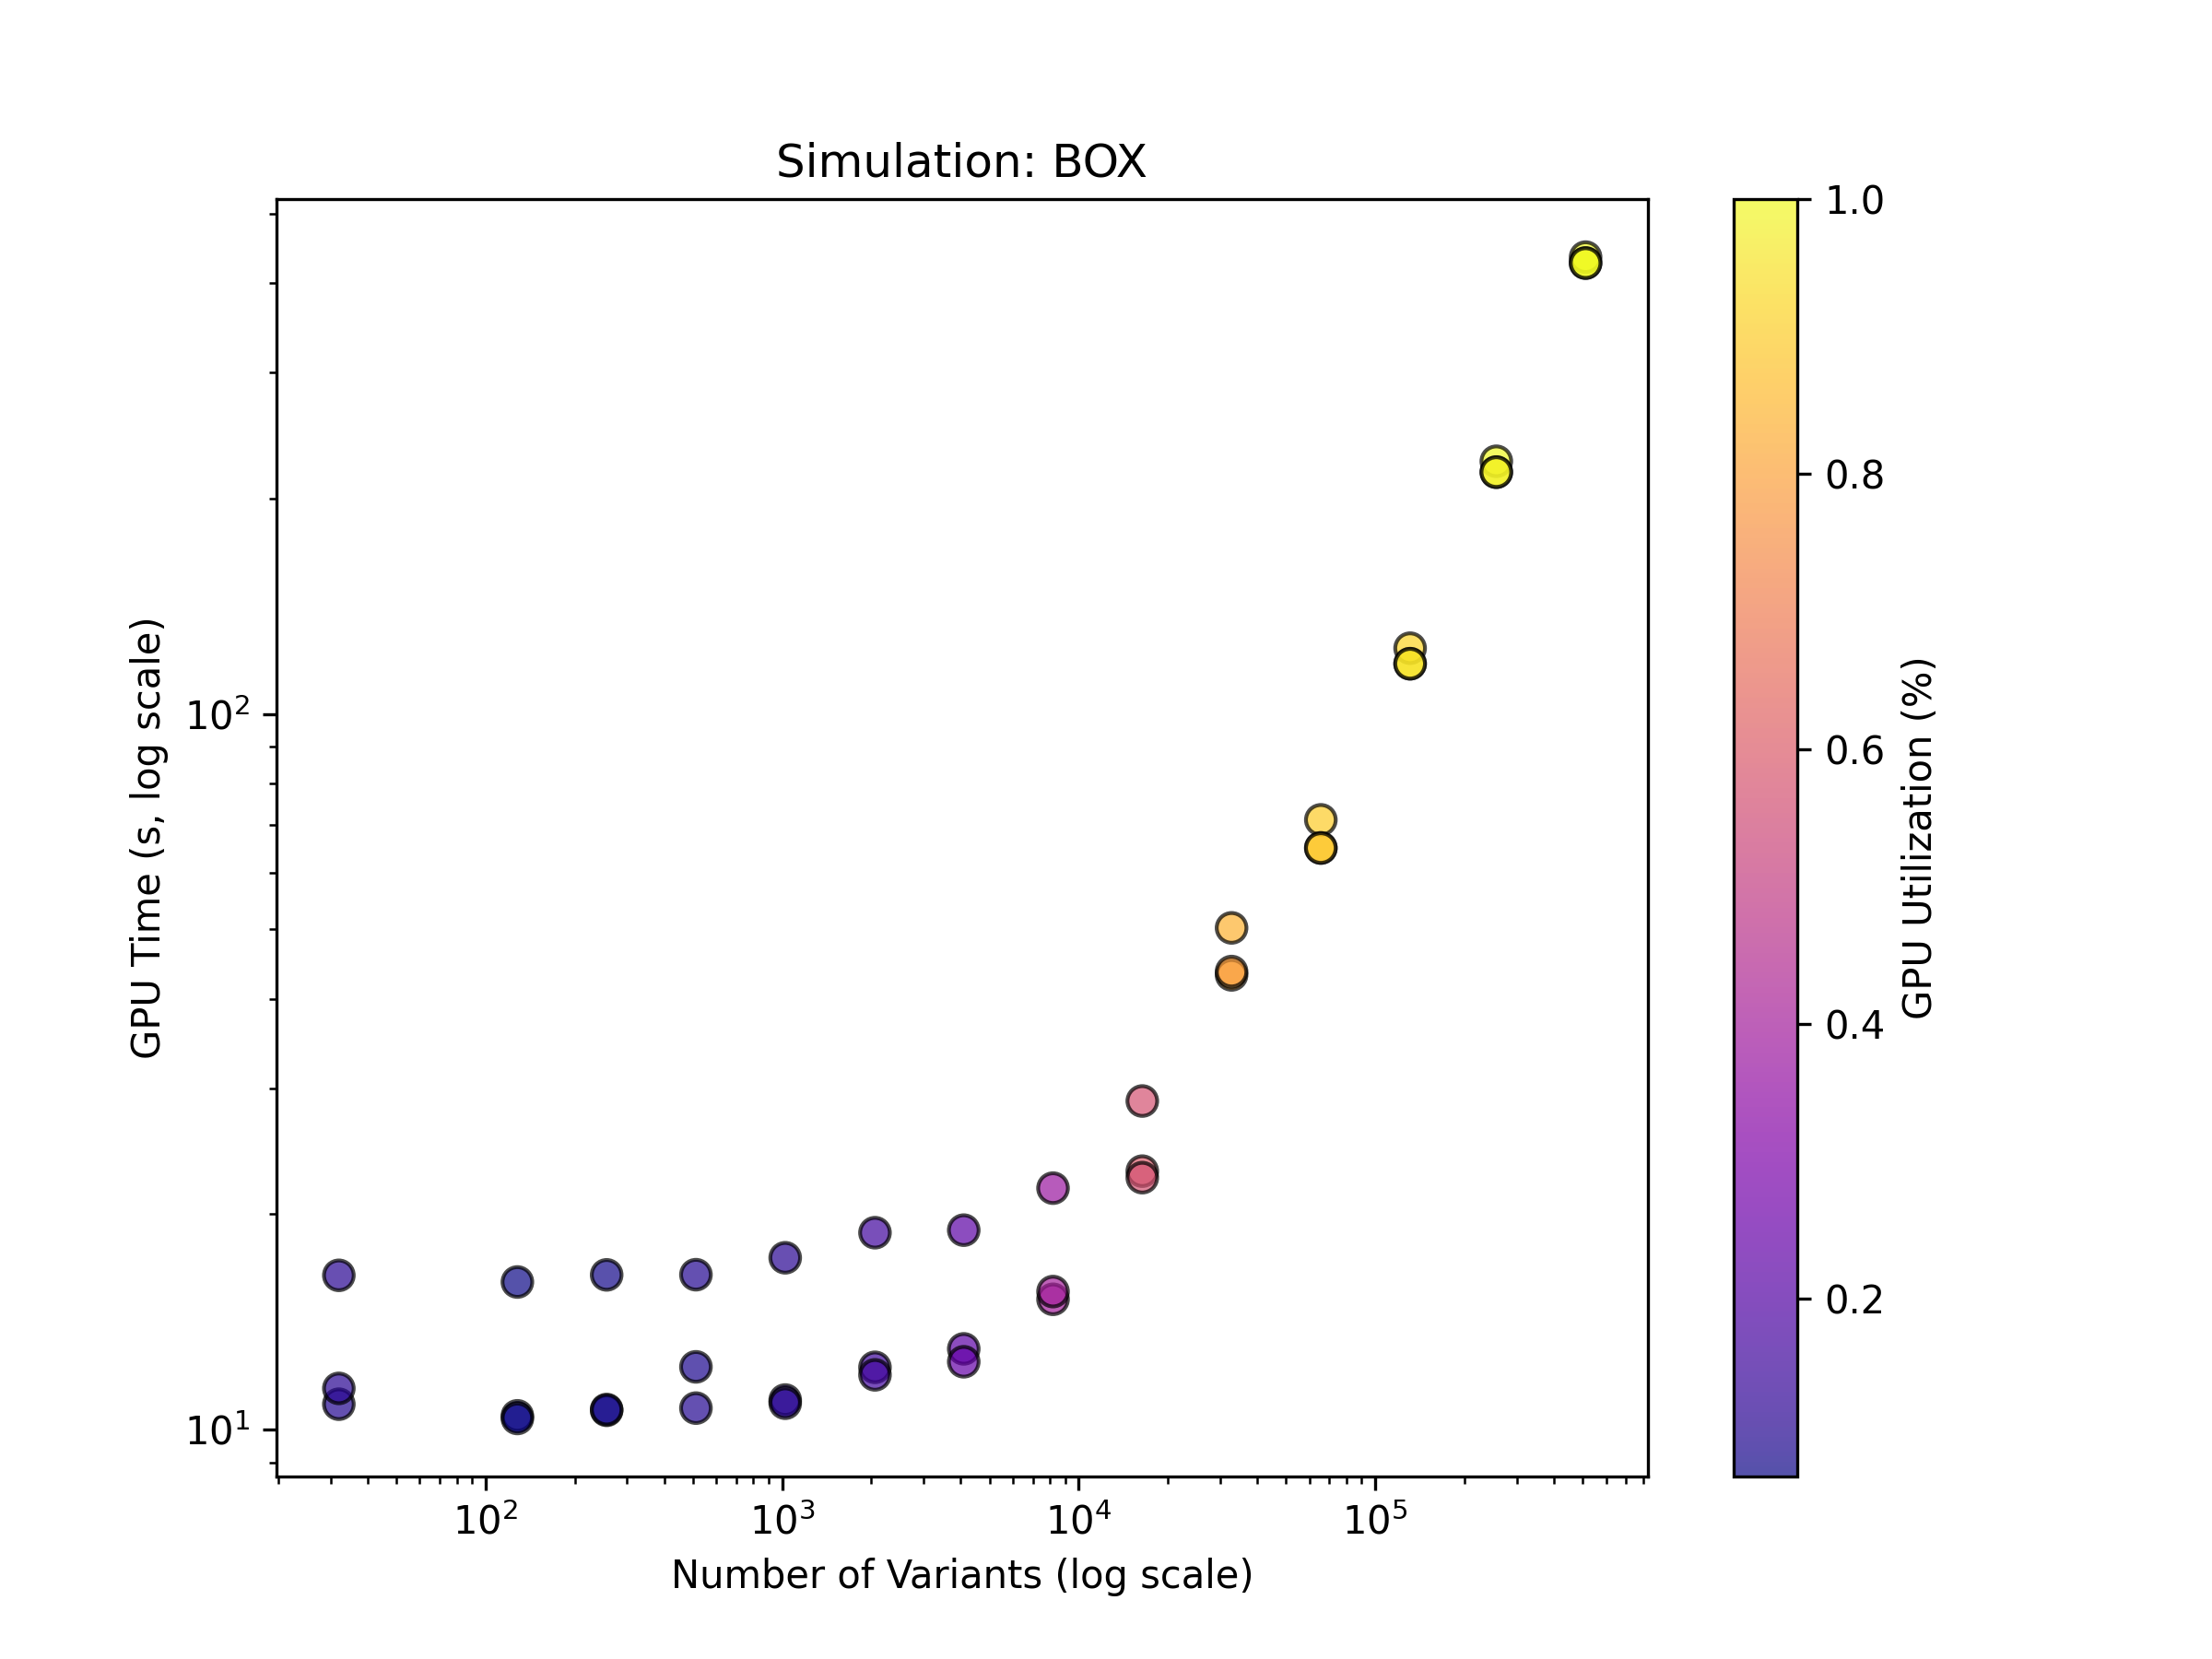 Simulation: BOX
GPU Time (s, log scale)
10²
10¹
10²
10³
10⁴
10⁵
Number of Variants (log scale)
1.0
0.8
0.6
0.4
0.2
GPU Utilization (%)